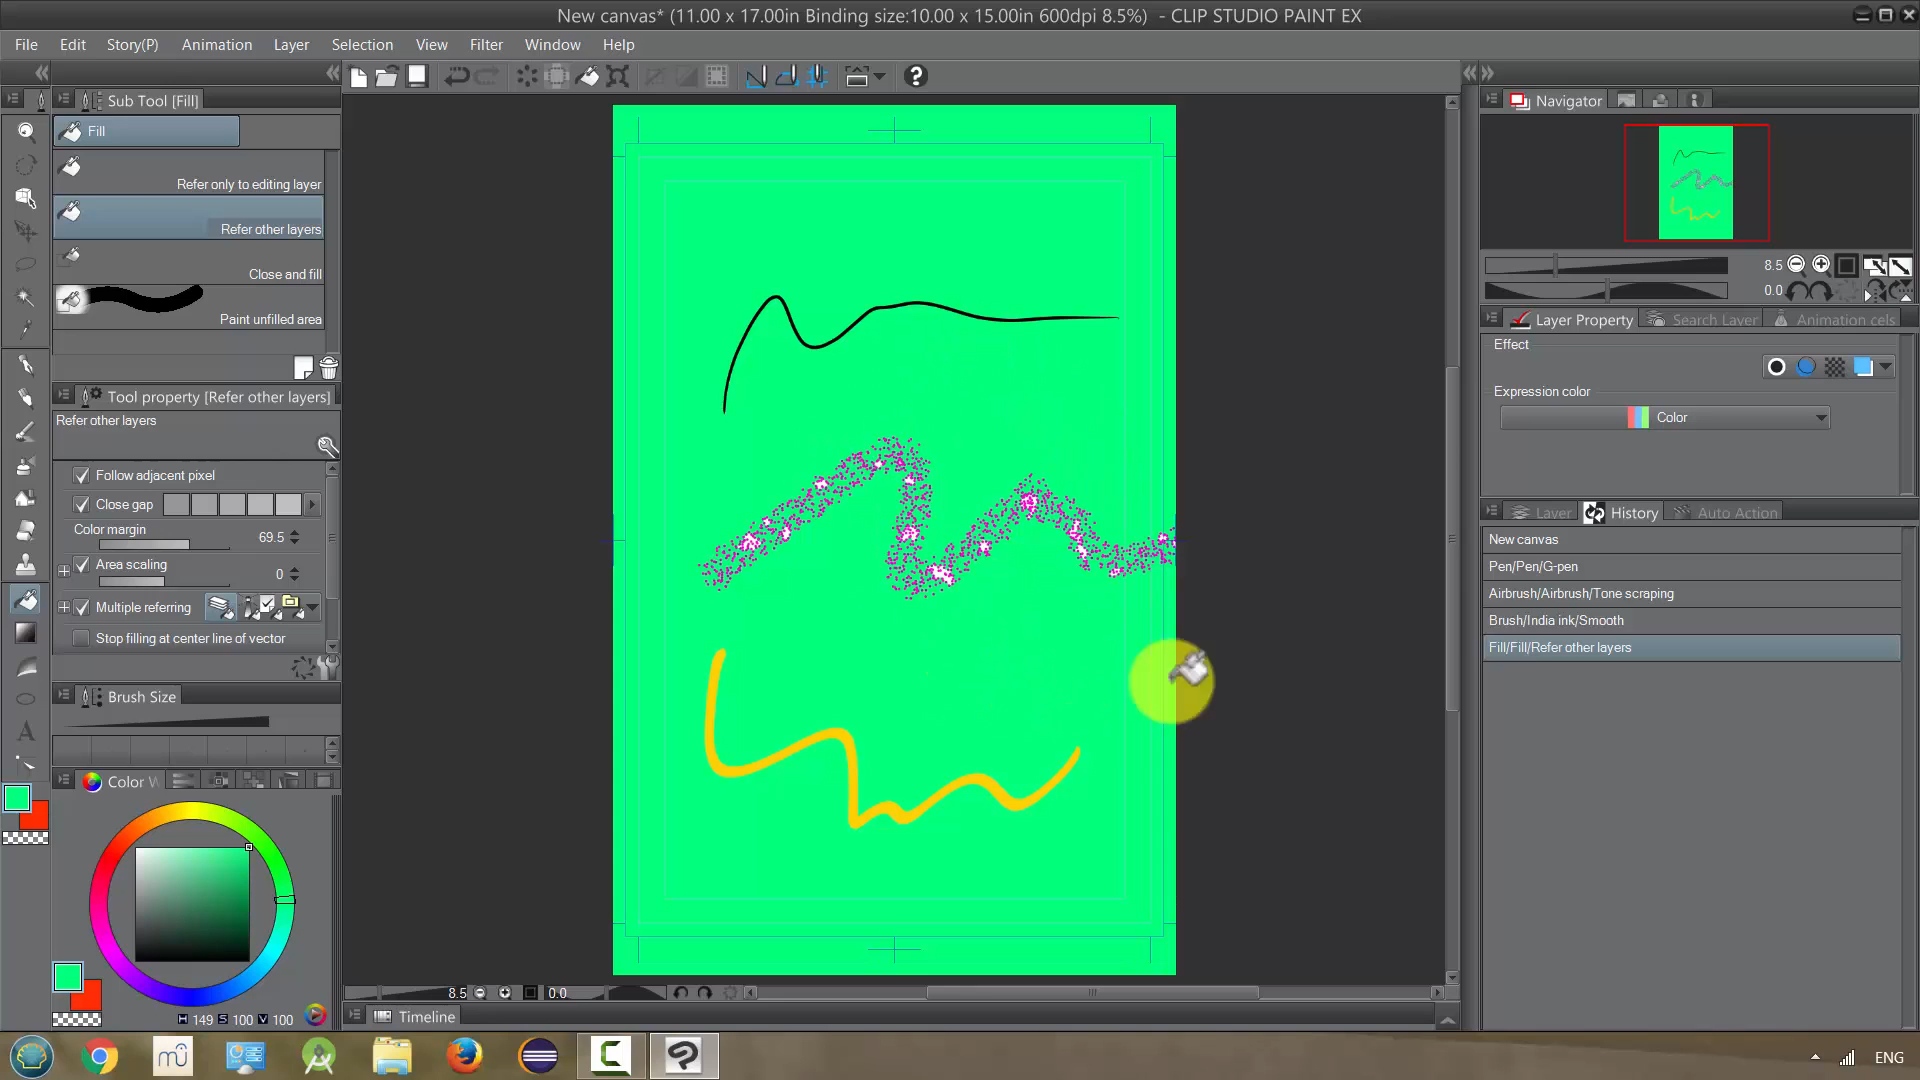 New canvas* (11.00 x 17.00in Binding size:10.00 x 15.00in 600dpi 8.5%) - CLIP STUDIO PAINT EX
File Edit Story(P) Animation Layer Selection View Filter Window Help
Sub Tool [Fill]
Fill
Refer only to editing layer
Refer other layers
Close and fill
Paint unfilled area
Tool property [Refer other layers]
Refer other layers
Follow adjacent pixel
Close gap
Color margin
69.5
Area scaling
0
Multiple referring
Stop filling at center line of vector
Brush Size
Color W
H 149 S 100 V 100
8.5
0.0
Timeline
Navigator
8.5
0.0
Layer Property Search Layer Animation cels
Effect
Expression color
Color
Layer History Auto Action
New canvas
Pen/Pen/G-pen
Airbrush/Airbrush/Tone scraping
Brush/India ink/Smooth
Fill/Fill/Refer other layers
ENG